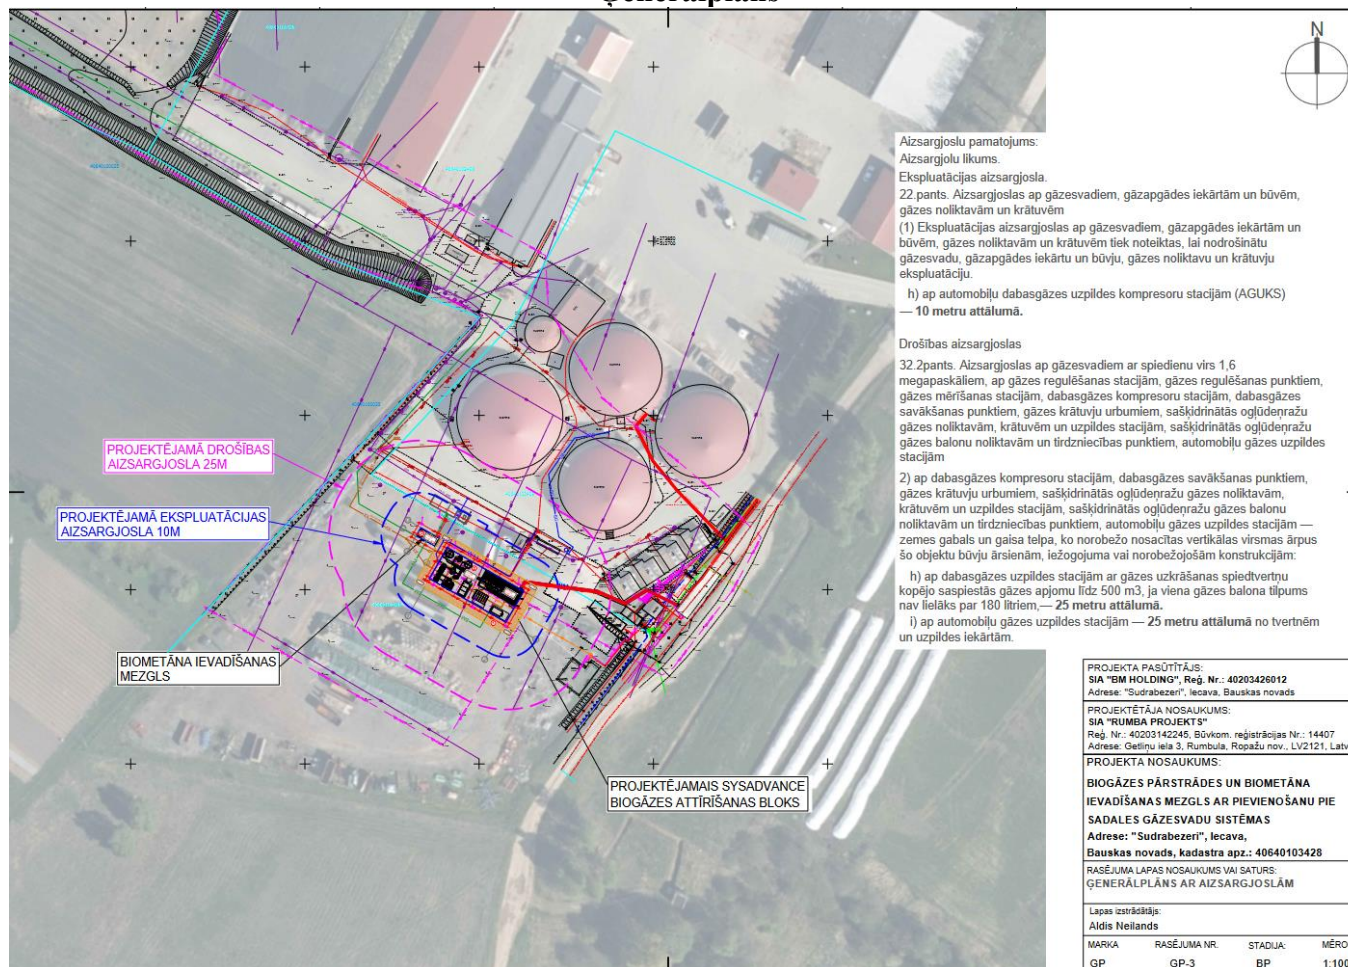 Ģenerālplāns
N
Aizsargjoslu pamatojums:
Aizsargjolu likums.
Ekspluatācijas aizsargjosla.
22.pants. Aizsargjoslas ap gāzesvadiem, gāzapgādes iekārtām un būvēm,
gāzes noliktavām un krātuvēm
(1) Ekspluatācijas aizsargjoslas ap gāzesvadiem, gāzapgādes iekārtām un
būvēm, gāzes noliktavām un krātuvēm tiek noteiktas, lai nodrošinātu
gāzesvadu, gāzapgādes iekārtu un būvju, gāzes noliktavu un krātuvju
ekspluatāciju.
h) ap automobiļu dabasgāzes uzpildes kompresoru stacijām (AGUKS)
— 10 metru attālumā.
Drošības aizsargjoslas
32.2pants. Aizsargjoslas ap gāzesvadiem ar spiedienu virs 1,6
megapaskāliem, ap gāzes regulēšanas stacijām, gāzes regulēšanas punktiem,
gāzes mērīšanas stacijām, dabasgāzes kompresoru stacijām, dabasgāzes
savākšanas punktiem, gāzes krātuvju urbumiem, sašķidrinātās ogļūdeņražu
gāzes noliktavām, krātuvēm un uzpildes stacijām, sašķidrinātās ogļūdeņražu
gāzes balonu noliktavām un tirdzniecības punktiem, automobiļu gāzes uzpildes
stacijām
2) ap dabasgāzes kompresoru stacijām, dabasgāzes savākšanas punktiem,
gāzes krātuvju urbumiem, sašķidrinātās ogļūdeņražu gāzes noliktavām,
krātuvēm un uzpildes stacijām, sašķidrinātās ogļūdeņražu gāzes balonu
noliktavām un tirdzniecības punktiem, automobiļu gāzes uzpildes stacijām —
zemes gabals un gaisa telpa, ko norobežo nosacītas vertikālas virsmas ārpus
šo objektu būvju ārsienām, iežogojuma vai norobežojošām konstrukcijām:
h) ap dabasgāzes uzpildes stacijām ar gāzes uzkrāšanas spiedtvertņu
kopējo saspiestās gāzes apjomu līdz 500 m3, ja viena gāzes balona tilpums
nav lielāks par 180 litriem,— 25 metru attālumā.
i) ap automobiļu gāzes uzpildes stacijām — 25 metru attālumā no tvertnēm
un uzpildes iekārtām.
PROJEKTĒJAMĀ DROŠĪBAS
AIZSARGJOSLA 25M
PROJEKTĒJAMĀ EKSPLUATĀCIJAS
AIZSARGJOSLA 10M
BIOMETĀNA IEVADĪŠANAS
MEZGLS
PROJEKTĒJAMAIS SYSADVANCE
BIOGĀZES ATTĪRĪŠANAS BLOKS
PROJEKTA PASŪTĪTĀJS:
SIA "BM HOLDING", Reģ. Nr.: 40203426012
Adrese: "Sudrabezeri", Iecava, Bauskas novads
PROJEKTĒTĀJA NOSAUKUMS:
SIA "RUMBA PROJEKTS"
Reģ. Nr.: 40203142245, Būvkom. reģistrācijas Nr.: 14407
Adrese: Getliņu iela 3, Rumbula, Ropažu nov., LV2121, Latv
PROJEKTA NOSAUKUMS:
BIOGĀZES PĀRSTRĀDES UN BIOMETĀNA
IEVADĪŠANAS MEZGLS AR PIEVIENOŠANU PIE
SADALES GĀZESVADU SISTĒMAS
Adrese: "Sudrabezeri", Iecava,
Bauskas novads, kadastra apz.: 40640103428
RASĒJUMA LAPAS NOSAUKUMS VAI SATURS:
ĢENERĀLPLĀNS AR AIZSARGJOSLĀM
Lapas izstrādātājs:
Aldis Neilands
MARKA RASĒJUMA NR. STADIJA: MĒRO
GP GP-3 BP 1:100